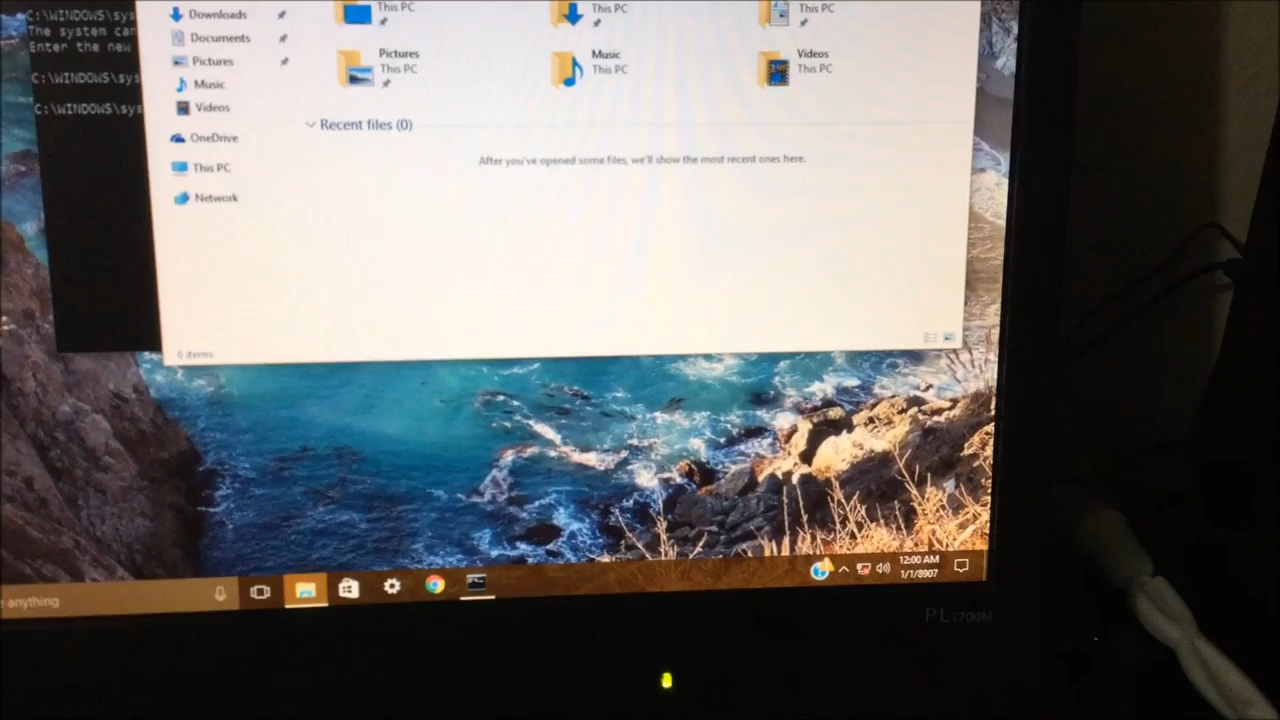 C:\WINDOWS\sys
The system can
Enter the new
C:\WINDOWS\sys
C:\WINDOWS\sys
Downloads
Documents
Pictures
Music
Videos
OneDrive
This PC
Network
This PC
This PC
This PC
Pictures
This PC
Music
This PC
Videos
This PC
Recent files (0)
After you've opened some files, we'll show the most recent ones here.
6 items
anything
12:00 AM
1/1/8907
PL1700M